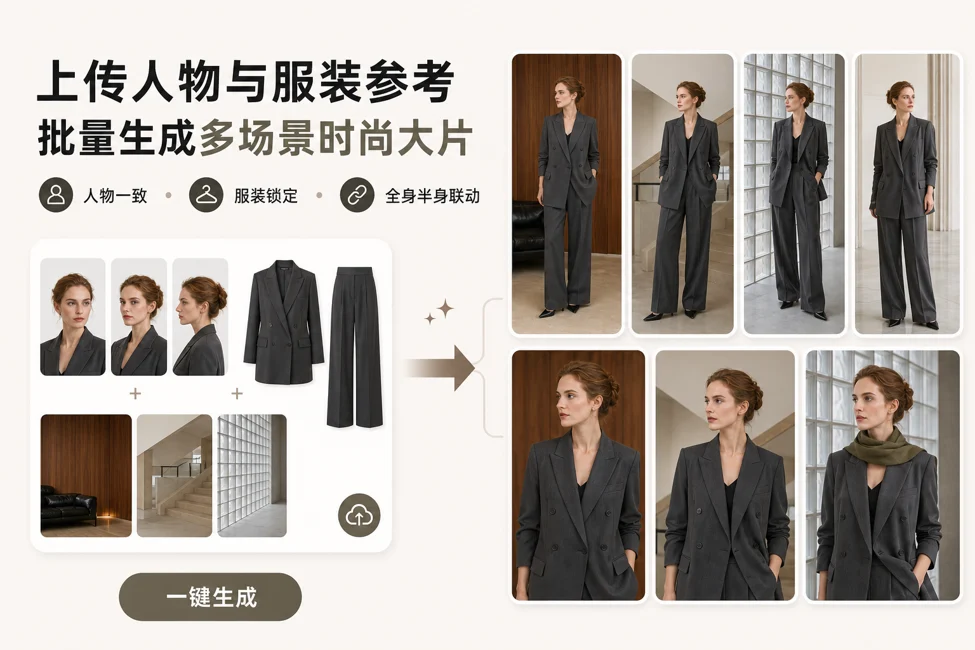 上传人物与服装参考
批量生成多场景时尚大片
人物一致 • 服装锁定 • 全身半身联动
一键生成